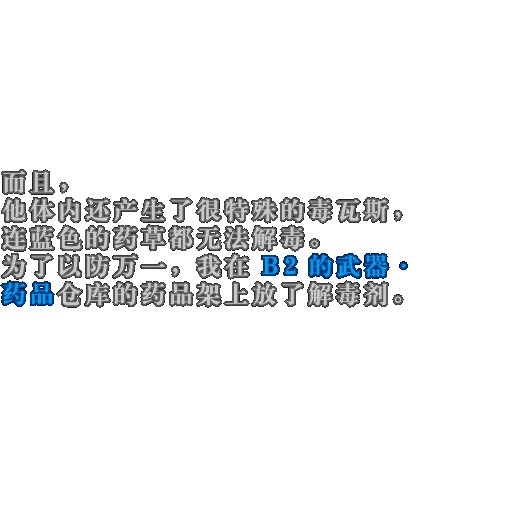 而且，
他体内还产生了很特殊的毒瓦斯，
连蓝色的药草都无法解毒。
为了以防万一，我在 B2 的武器·
药品仓库的药品架上放了解毒剂。